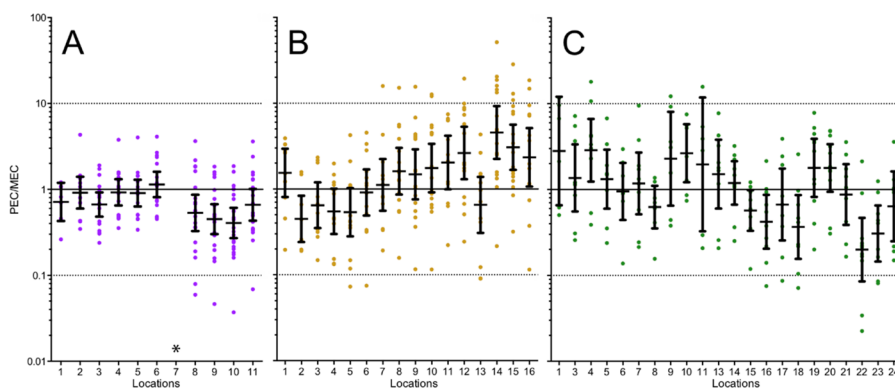 A
B
C
PEC/MEC
100
10
1
0.1
0.01
*
1 2 3 4 5 6 7 8 9 10 11
1 2 3 4 5 6 7 8 9 10 11 12 13 14 15 16
1 2 3 4 5 6 7 8 9 10 11 12 13 14 15 16 17 18 19 20 21 22 23
Locations
Locations
Locations